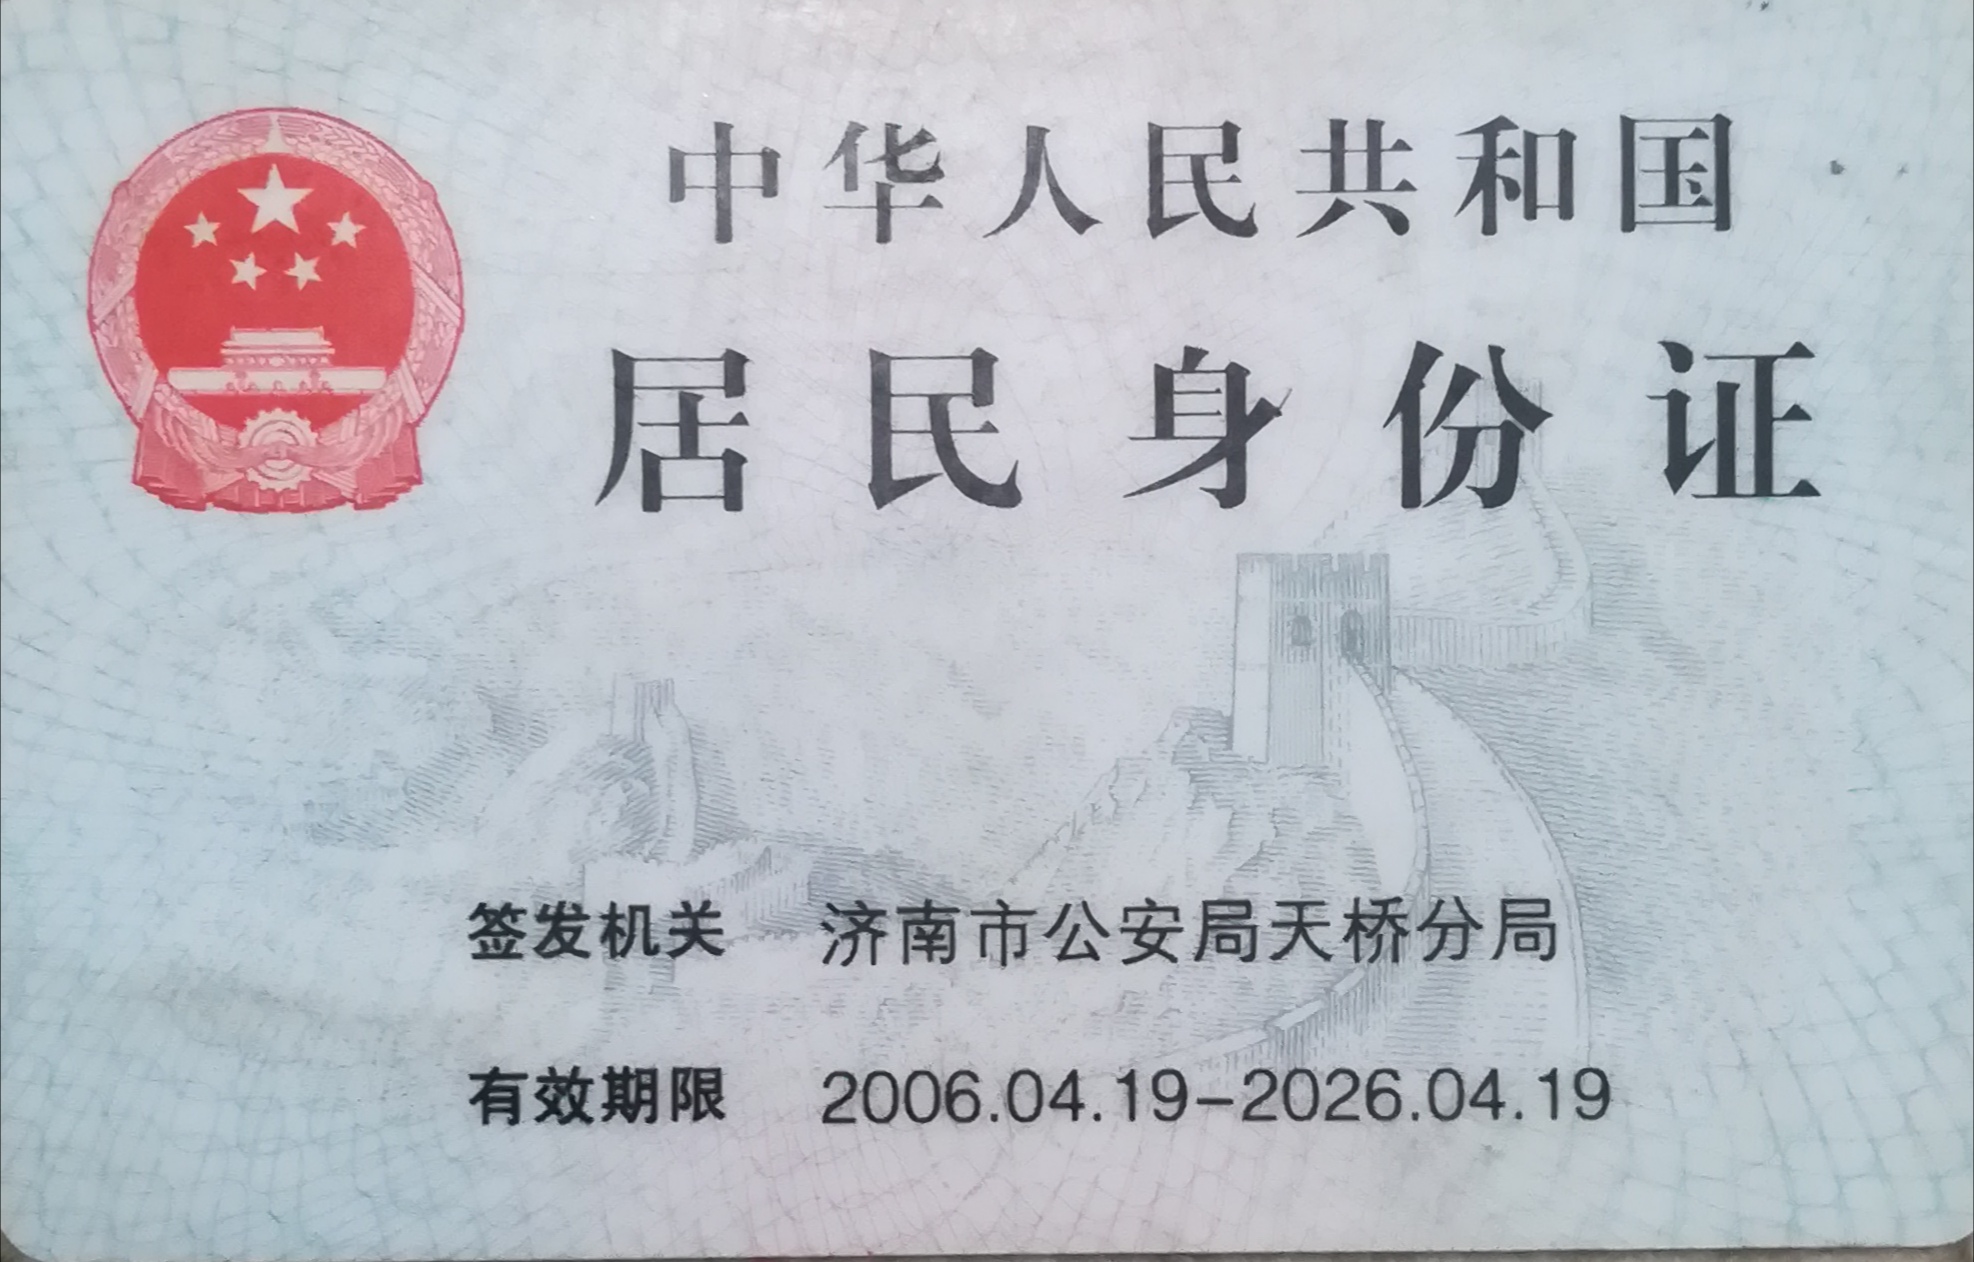 中华人民共和国
居民身份证
签发机关 济南市公安局天桥分局
有效期限 2006.04.19-2026.04.19